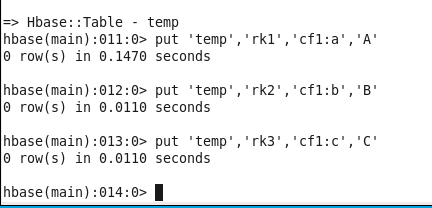 => Hbase::Table - temp
hbase(main):011:0> put 'temp','rk1','cf1:a','A'
0 row(s) in 0.1470 seconds
hbase(main):012:0> put 'temp','rk2','cf1:b','B'
0 row(s) in 0.0110 seconds
hbase(main):013:0> put 'temp','rk3','cf1:c','C'
0 row(s) in 0.0110 seconds
hbase(main):014:0>